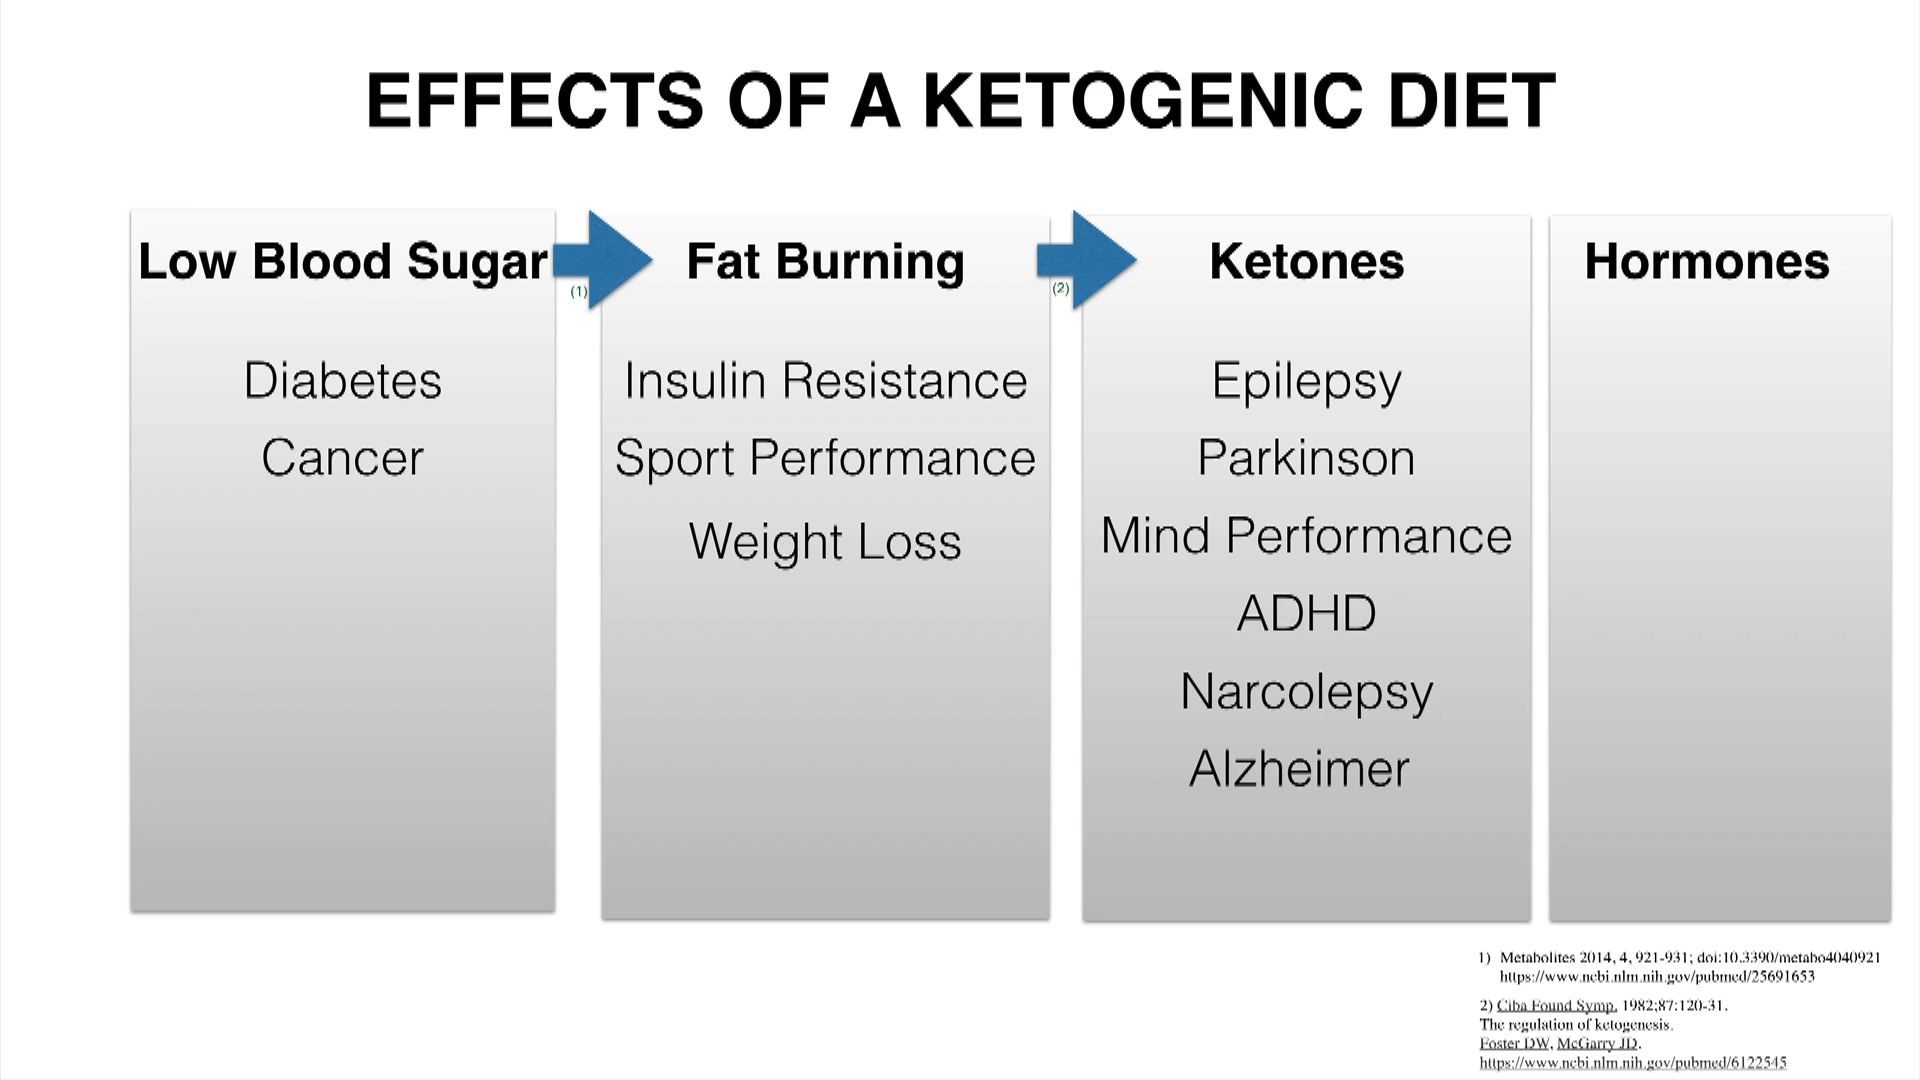 EFFECTS OF A KETOGENIC DIET
Low Blood Sugar
Diabetes
Cancer
(1)
Fat Burning
Insulin Resistance
Sport Performance
Weight Loss
(2)
Ketones
Epilepsy
Parkinson
Mind Performance
ADHD
Narcolepsy
Alzheimer
Hormones
1) Metabolites 2014, 4, 921-931; doi:10.3390/metabo4040921
https://www.ncbi.nlm.nih.gov/pubmed/25691653
2) Ciba Found Symp. 1982;87:120-31.
The regulation of ketogenesis.
Foster DW, McGarry JD.
https://www.ncbi.nlm.nih.gov/pubmed/6122545